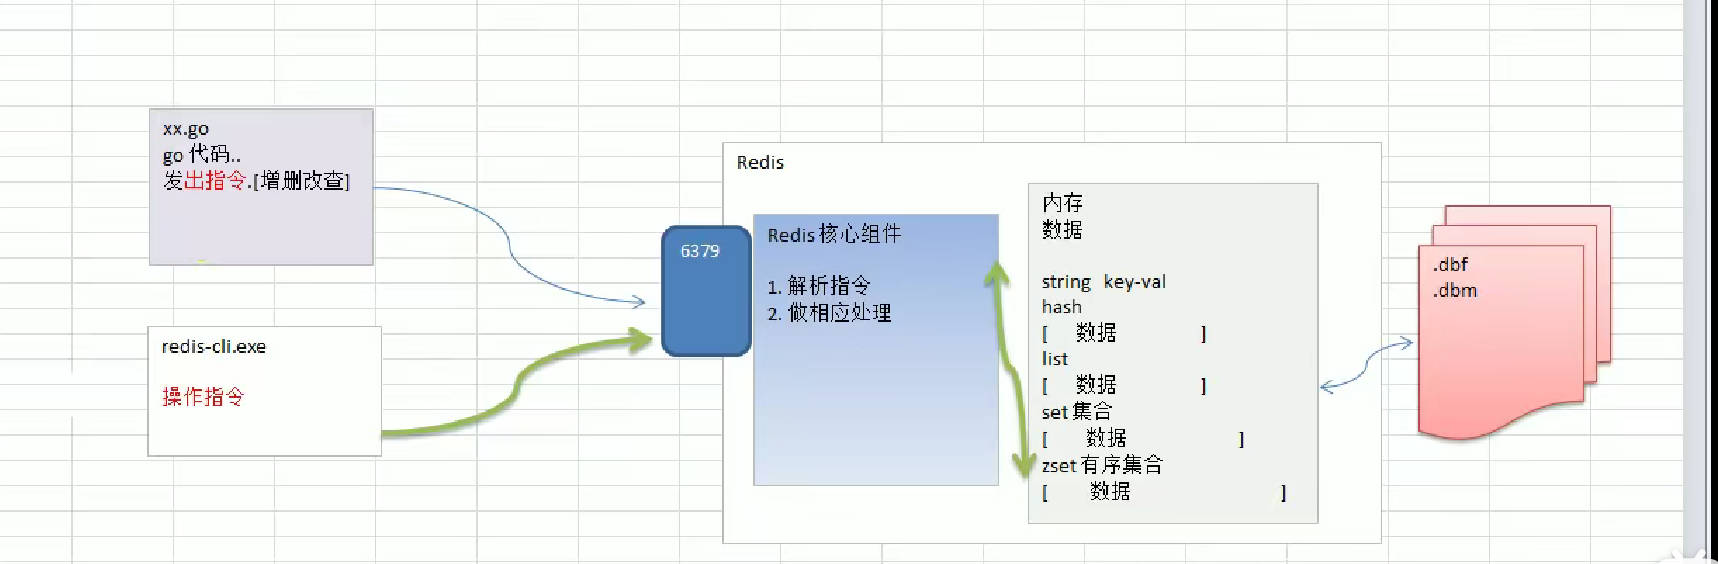 xx.go
go 代码..
发出指令.[增删改查]
redis-cli.exe
操作指令
6379
Redis
Redis 核心组件
1. 解析指令
2. 做相应处理
内存
数据
string key-val
hash
[ 数据 ]
list
[ 数据 ]
set 集合
[ 数据 ]
zset 有序集合
[ 数据 ]
.dbf
.dbm